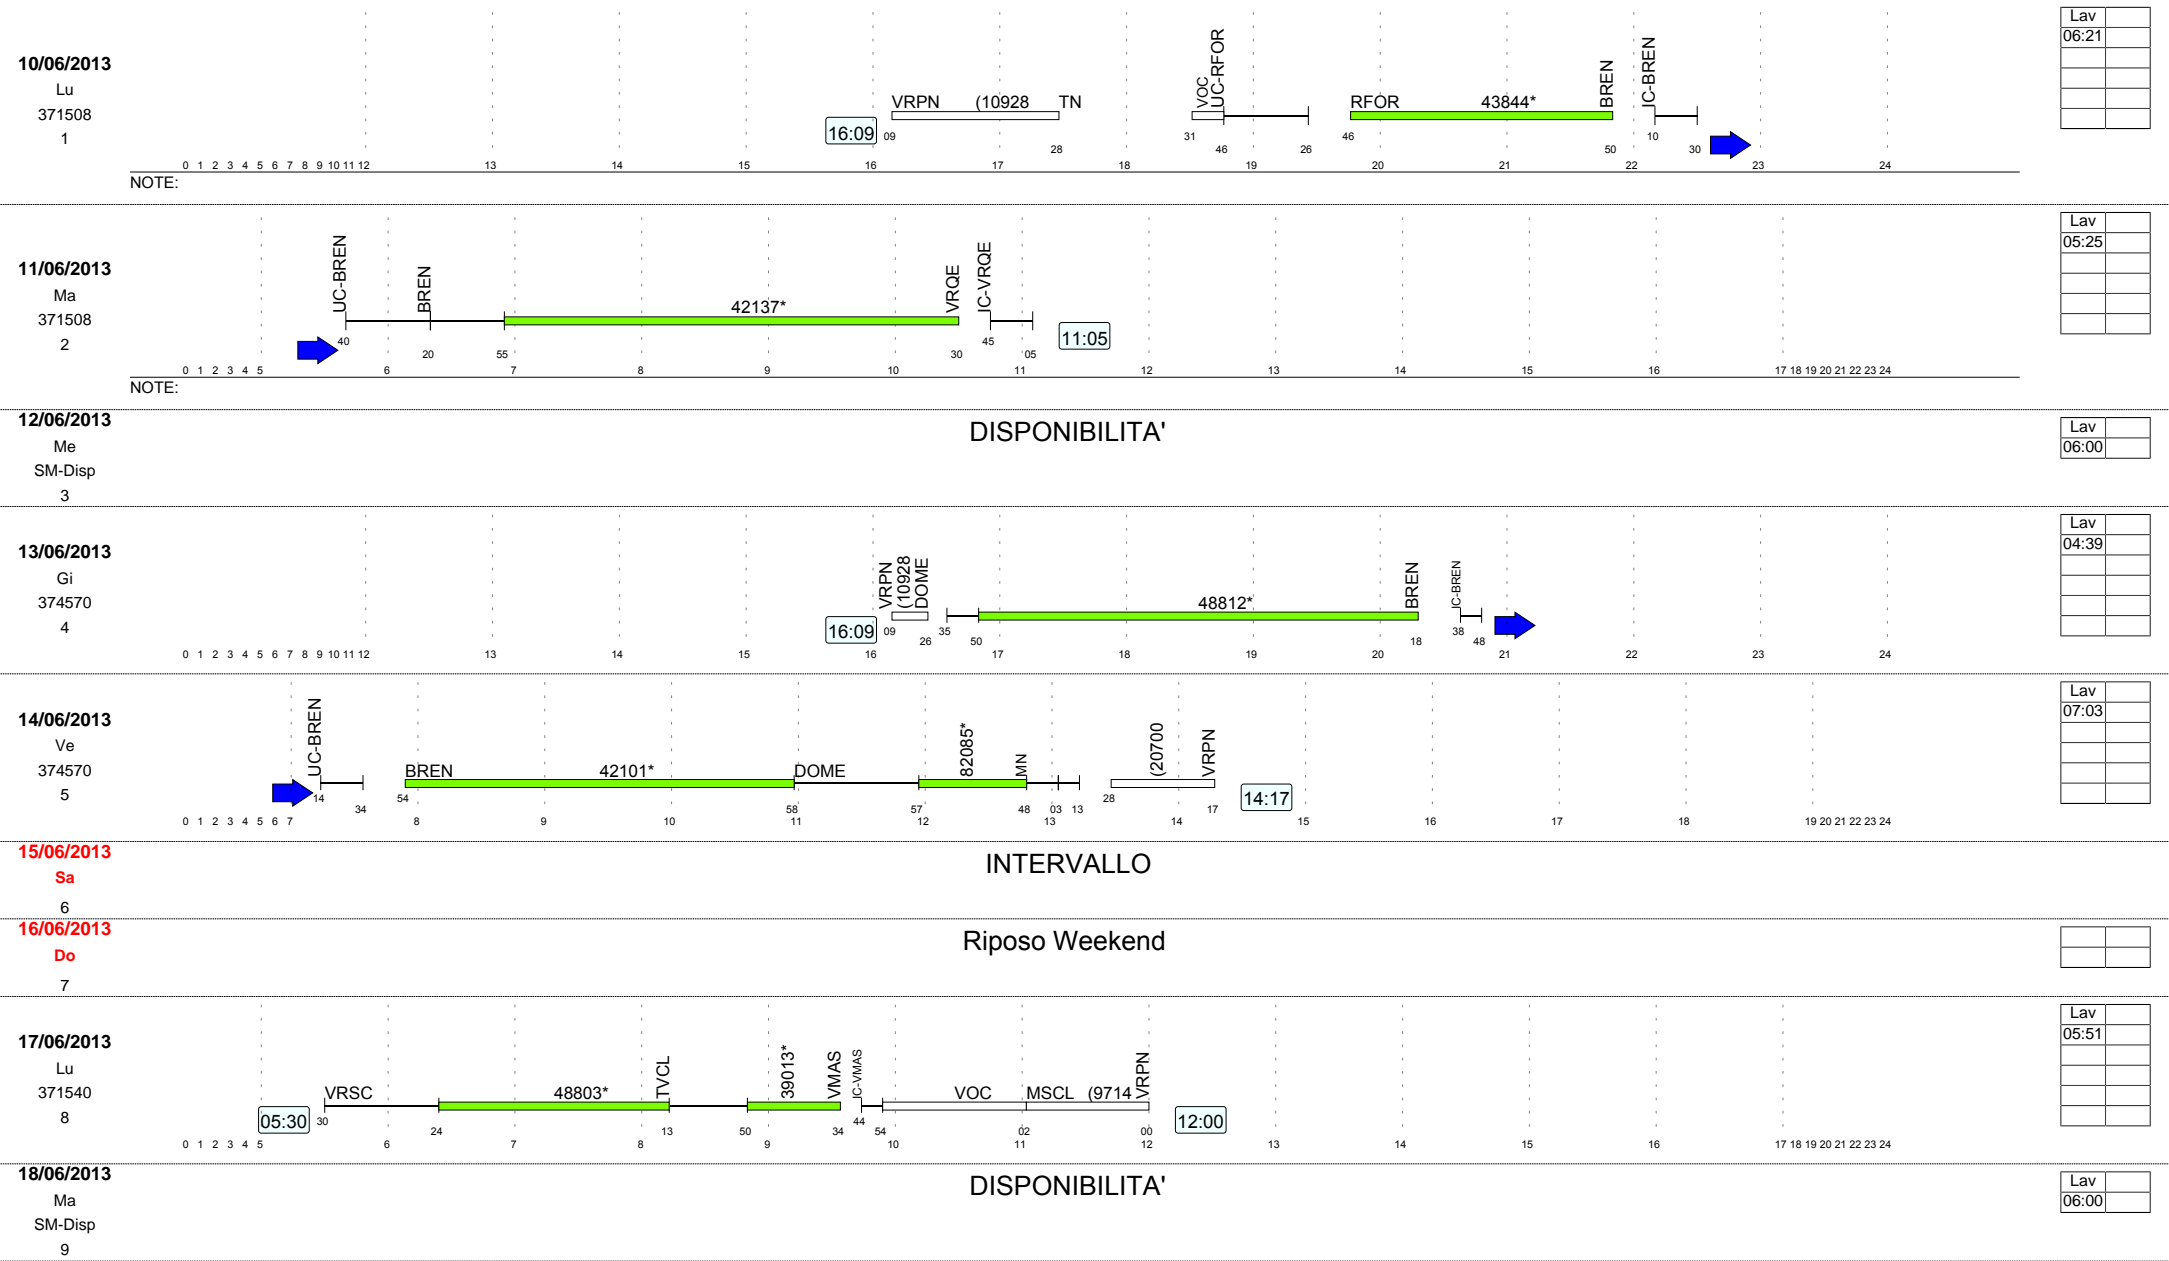 10/06/2013
Lu
371508
1
VRPN (10928 TN
VOC
UC-RFOR
RFOR 43844* BREN
IC-BREN
16:09
09 28 31 46 26 46 50 10 30
0 1 2 3 4 5 6 7 8 9 10 11 12 13 14 15 16 17 18 19 20 21 22 23 24
NOTE:
Lav
06:21
11/06/2013
Ma
371508
2
UC-BREN
BREN
42137*
VRQE
IC-VRQE
11:05
40 20 55 30 45 05
0 1 2 3 4 5 6 7 8 9 10 11 12 13 14 15 16 17 18 19 20 21 22 23 24
NOTE:
Lav
05:25
12/06/2013
Me
SM-Disp
3
DISPONIBILITA'
Lav
06:00
13/06/2013
Gi
374570
4
VRPN
(10928
DOME
48812*
BREN
IC-BREN
16:09
09 26 35 50 18 38 48
0 1 2 3 4 5 6 7 8 9 10 11 12 13 14 15 16 17 18 19 20 21 22 23 24
Lav
04:39
14/06/2013
Ve
374570
5
UC-BREN
BREN 42101* DOME
82085*
MN
(20700
VRPN
14:17
14 34 54 58 57 48 03 13 28 17
0 1 2 3 4 5 6 7 8 9 10 11 12 13 14 15 16 17 18 19 20 21 22 23 24
Lav
07:03
15/06/2013
Sa
6
INTERVALLO
16/06/2013
Do
7
Riposo Weekend
17/06/2013
Lu
371540
8
VRSC 48803* TVCL
39013*
VMAS
IC-VMAS
VOC MSCL (9714 VRPN
05:30
12:00
30 24 13 50 34 44 54 02 00
0 1 2 3 4 5 6 7 8 9 10 11 12 13 14 15 16 17 18 19 20 21 22 23 24
Lav
05:51
18/06/2013
Ma
SM-Disp
9
DISPONIBILITA'
Lav
06:00